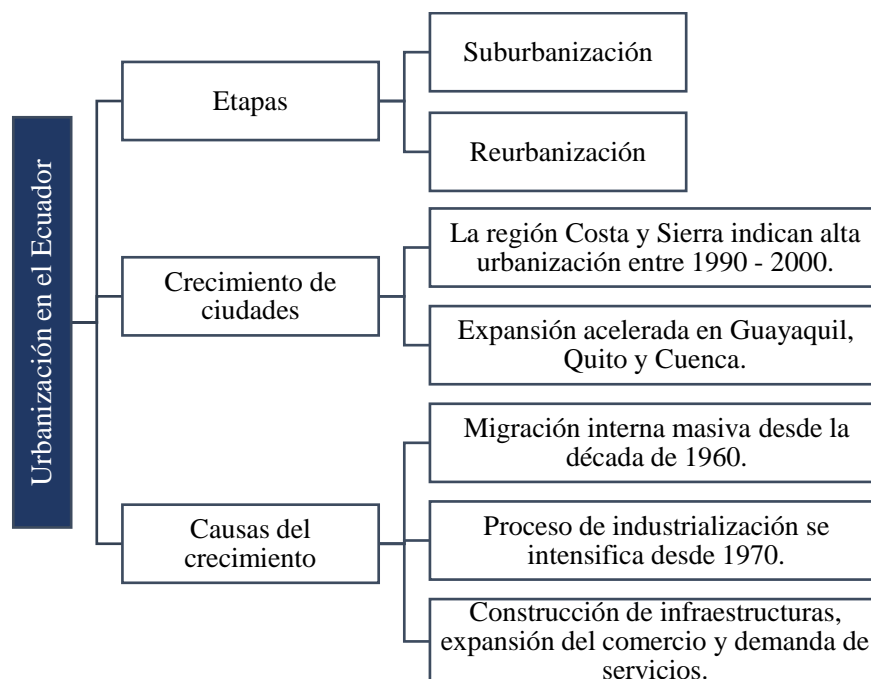 Urbanización en el Ecuador
Etapas
Suburbanización
Reurbanización
Crecimiento de
ciudades
La región Costa y Sierra indican alta
urbanización entre 1990 - 2000.
Expansión acelerada en Guayaquil,
Quito y Cuenca.
Causas del
crecimiento
Migración interna masiva desde la
década de 1960.
Proceso de industrialización se
intensifica desde 1970.
Construcción de infraestructuras,
expansión del comercio y demanda de
servicios.